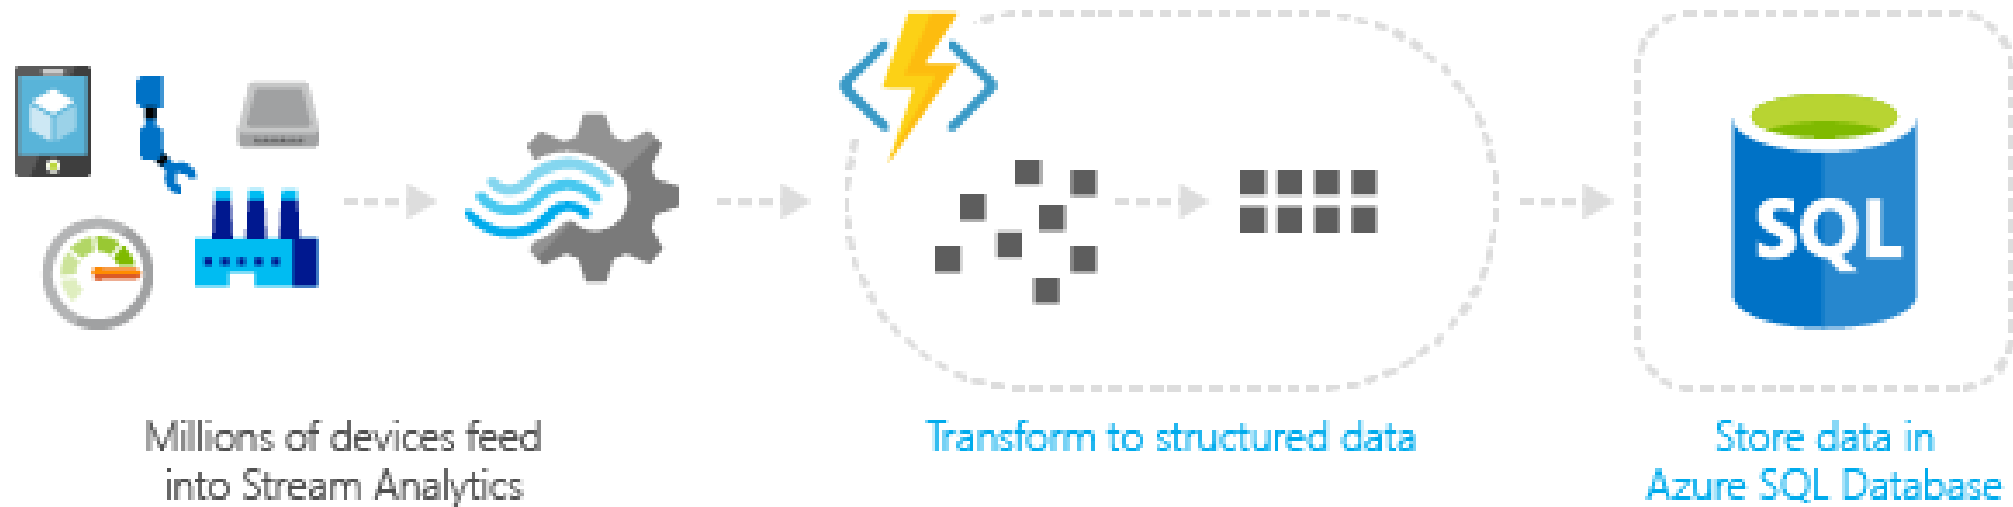 SQL
Millions of devices feed
into Stream Analytics
Transform to structured data
Store data in
Azure SQL Database